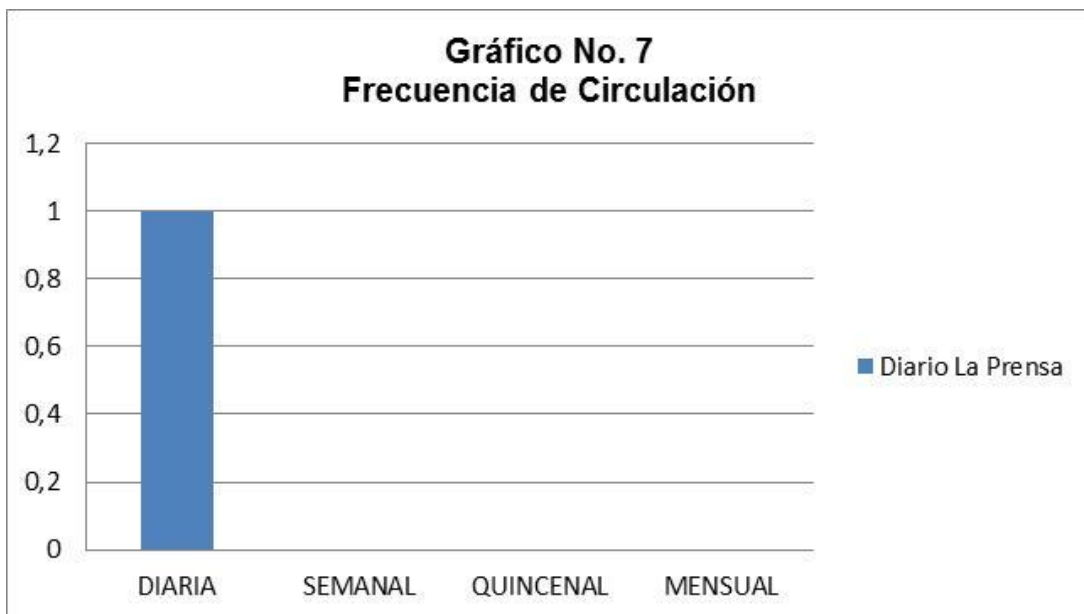 Gráfico No. 7
Frecuencia de Circulación
1,2
1
0,8
0,6
0,4
0,2
0
DIARIA SEMANAL QUINCENAL MENSUAL
Diario La Prensa